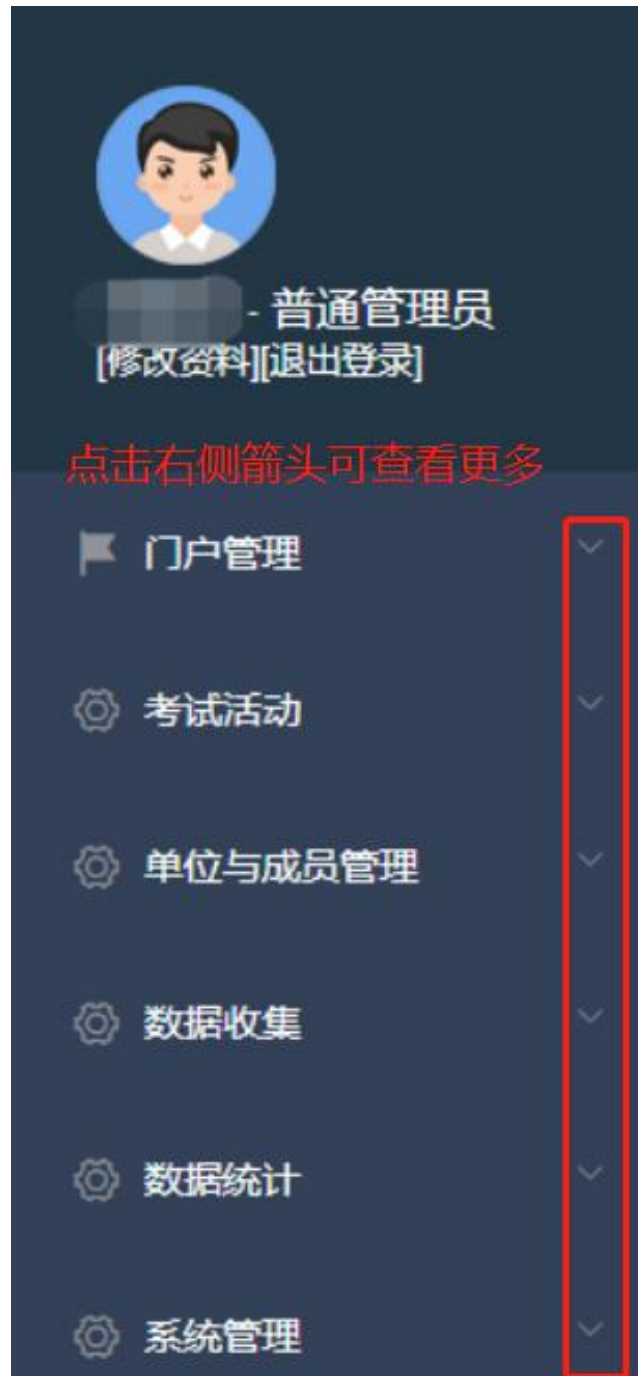 - 普通管理员
[修改资料][退出登录]
点击右侧箭头可查看更多
门户管理
考试活动
单位与成员管理
数据收集
数据统计
系统管理